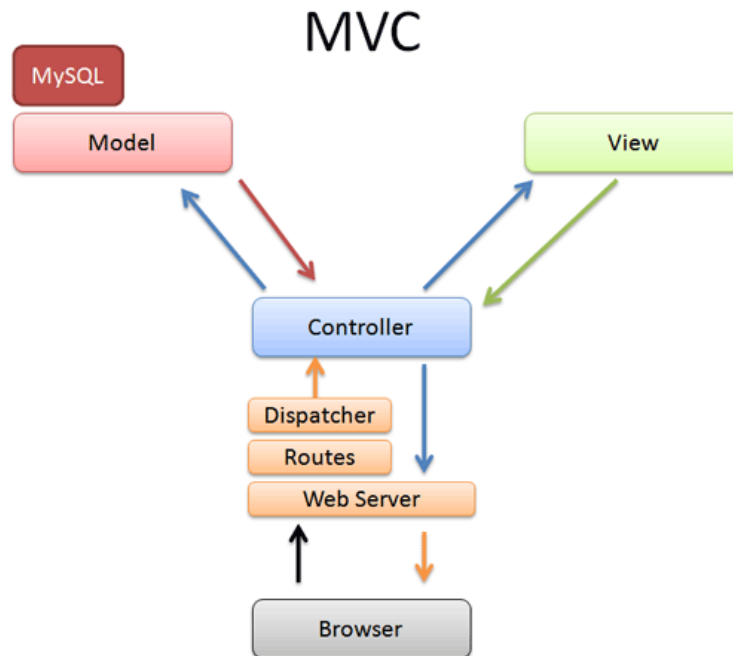 MVC
MySQL
Model
View
Controller
Dispatcher
Routes
Web Server
Browser